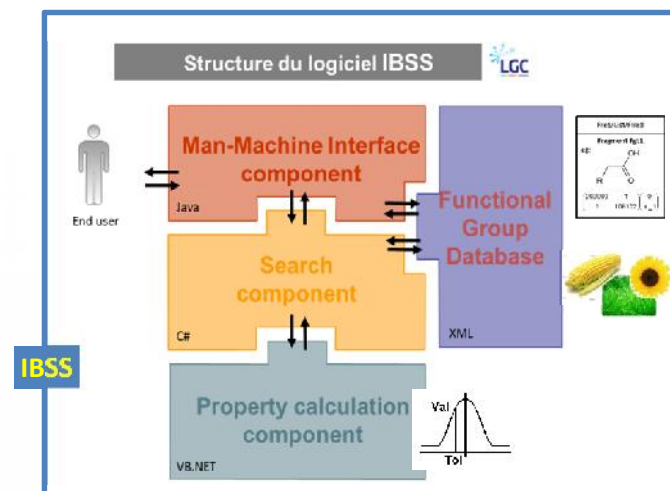 Structure du logiciel IBSS
LGC
Man-Machine Interface
component
Java
End user
Functional
Group
Database
XML
Search
component
C#
IBSS
Property calculation
component
VB.NET
Val
Tol
OH
R
O